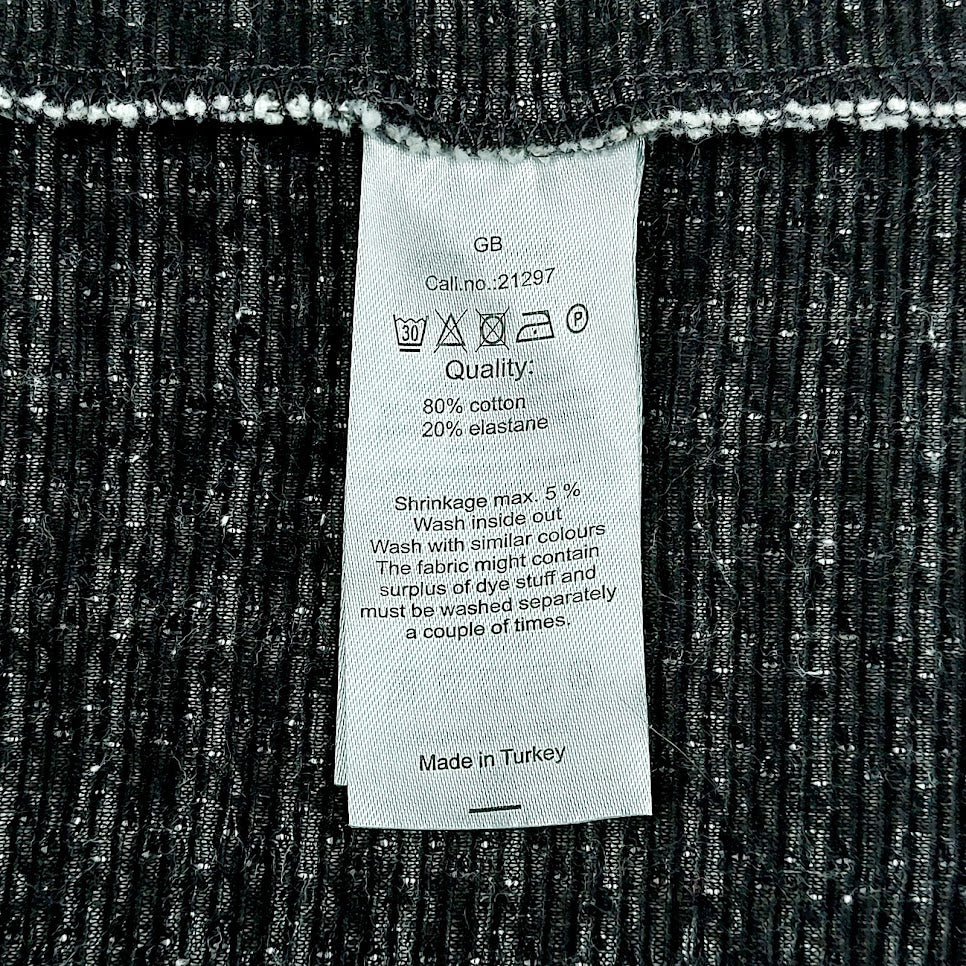 GB
Call.no.:21297
30 P
Quality:
80% cotton
20% elastane
Shrinkage max. 5 %
Wash inside out
Wash with similar colours
The fabric might contain
surplus of dye stuff and
must be washed separately
a couple of times.
Made in Turkey